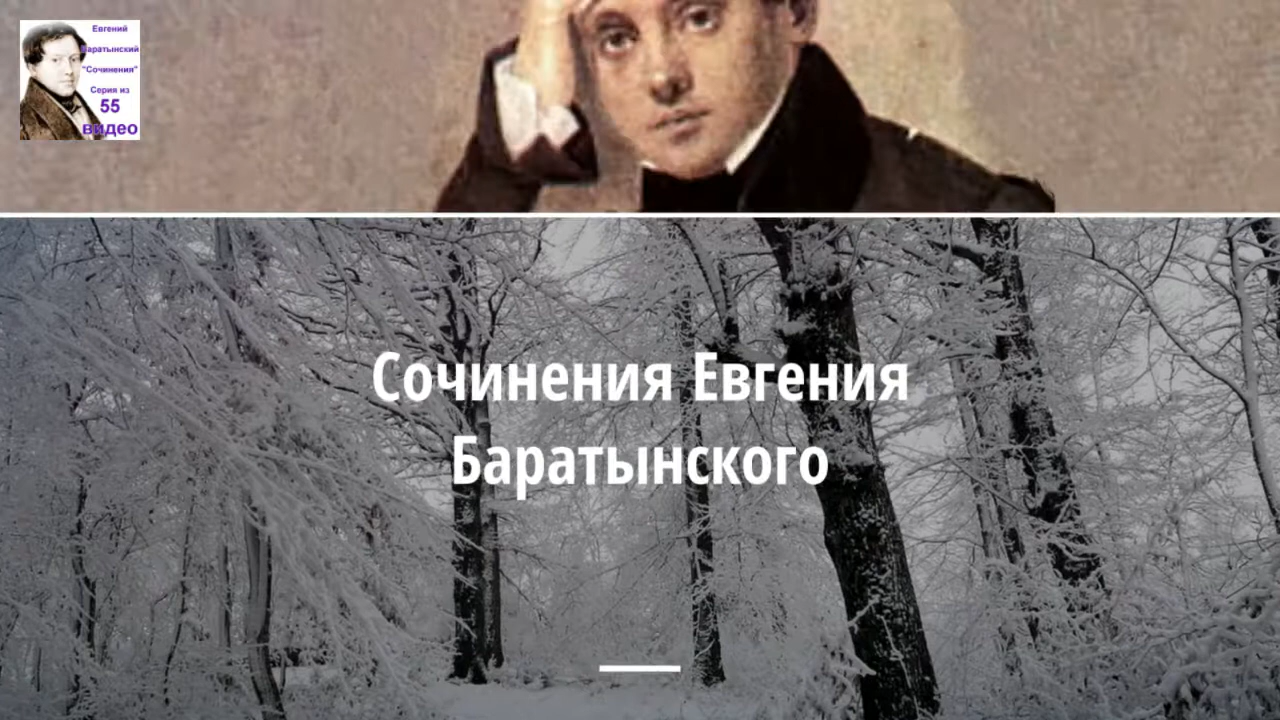 Евгений
Баратынский
"Сочинения"
Серия из
55
видео
Сочинения Евгения
Баратынского